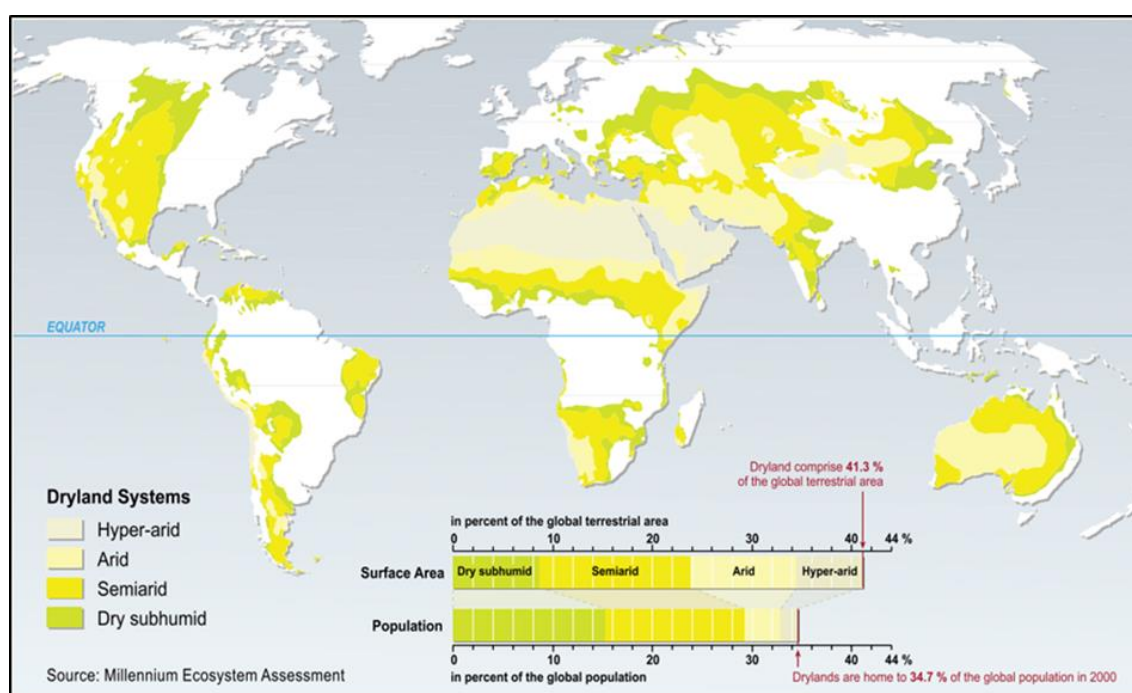 EQUATOR
Dryland comprise 41.3 %
of the global terrestrial area
Dryland Systems
Hyper-arid
Arid
Semiarid
Dry subhumid
in percent of the global terrestrial area
0 10 20 30 40 44 %
Surface Area Dry subhumid Semiarid Arid Hyper-arid
Population
0 10 20 30 40 44 %
in percent of the global population
Drylands are home to 34.7 % of the global population in 2000
Source: Millennium Ecosystem Assessment